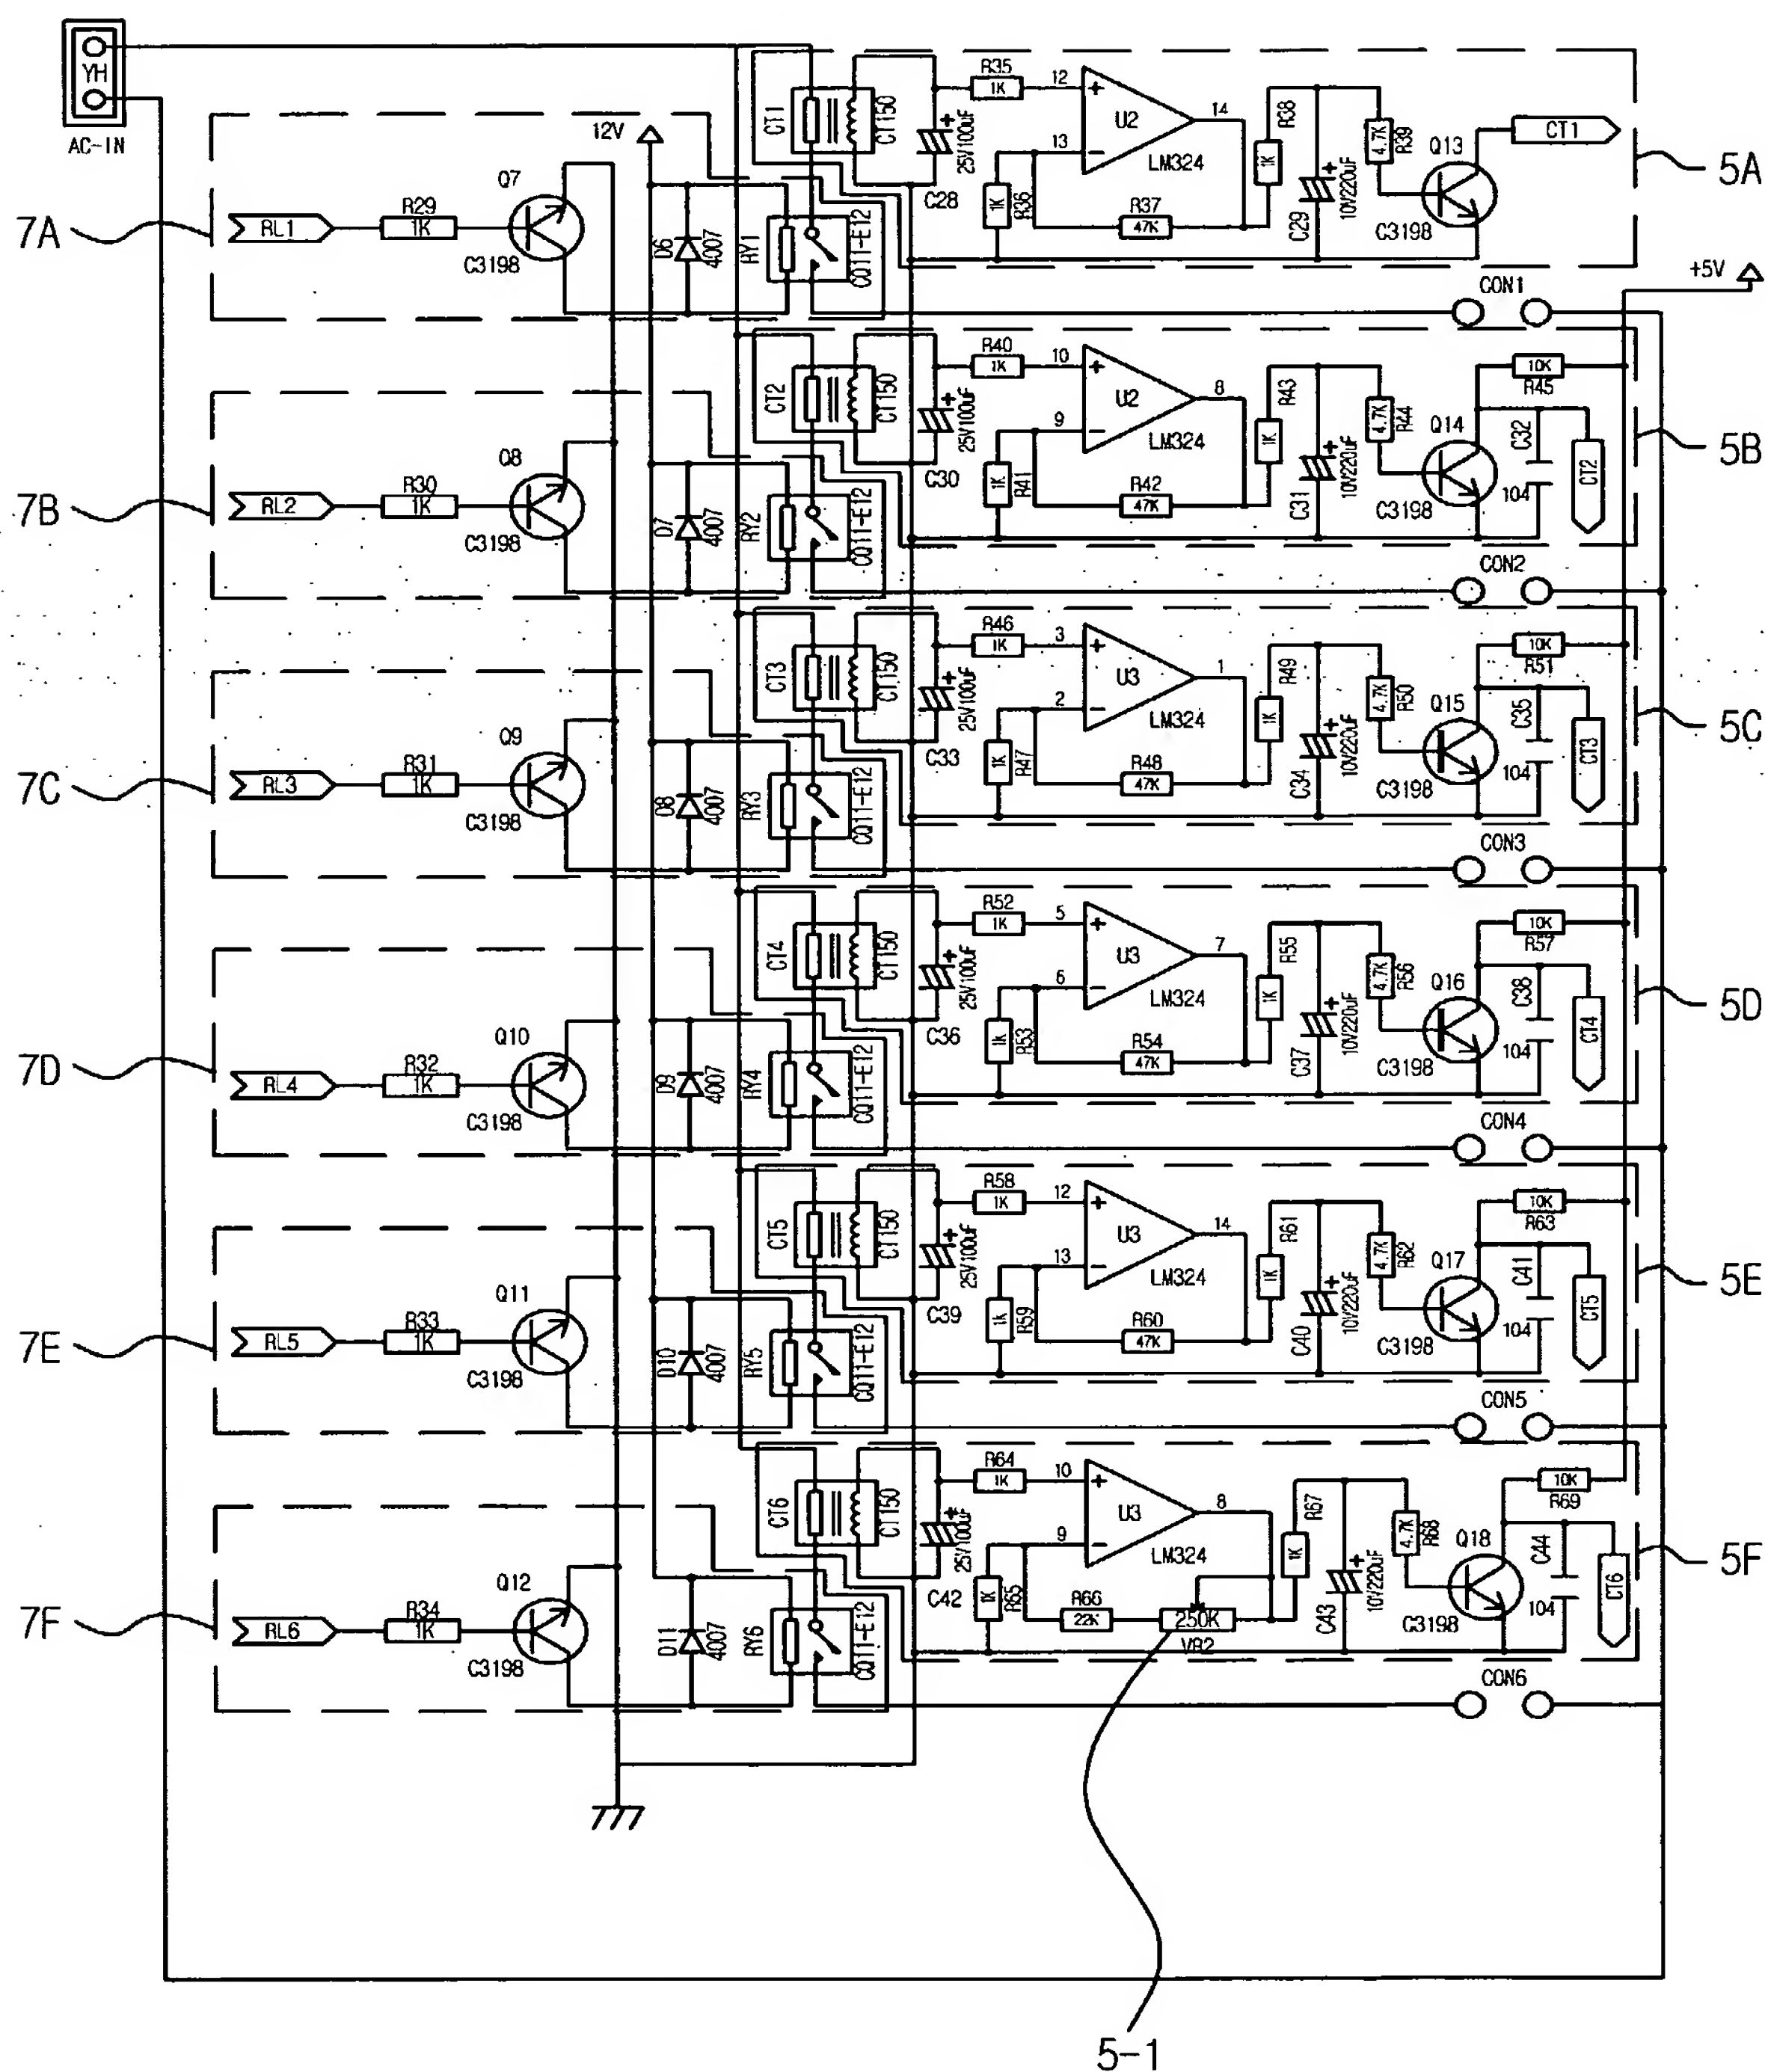 YH
AC-IN
12V
+5V
7A
RL1
R29
1K
Q7
C3198
D6
4007
RY1
CQ11-E12
CT1
CT150
25V100uF
C28
R35
1K
12
13
14
U2
LM324
1K
R36
R37
47K
R38
1K
C29
10V220uF
4.7K
R39
Q13
C3198
CT1
5A
CON1
7B
RL2
R30
1K
Q8
C3198
D7
4007
RY2
CQ11-E12
CT2
CT150
25V100uF
C30
R40
1K
10
9
8
U2
LM324
1K
R41
R42
47K
R43
1K
C31
10V220uF
4.7K
R44
Q14
C3198
10K
R45
C32
104
CT2
5B
CON2
7C
RL3
R31
1K
Q9
C3198
D8
4007
RY3
CQ11-E12
CT3
CT150
25V100uF
C33
R46
1K
3
2
1
U3
LM324
1K
R47
R48
47K
R49
1K
C34
10V220uF
4.7K
R50
Q15
C3198
10K
R51
C35
104
CT3
5C
CON3
7D
RL4
R32
1K
Q10
C3198
D9
4007
RY4
CQ11-E12
CT4
CT150
25V100uF
C36
R52
1K
5
6
7
U3
LM324
1K
R53
R54
47K
R55
1K
C37
10V220uF
4.7K
R56
Q16
C3198
10K
R57
C38
104
CT4
5D
CON4
7E
RL5
R33
1K
Q11
C3198
D10
4007
RY5
CQ11-E12
CT5
CT150
25V100uF
C39
R58
1K
12
13
14
U3
LM324
1K
R59
R60
47K
R61
1K
C40
10V220uF
4.7K
R62
Q17
C3198
10K
R63
C41
104
CT5
5E
CON5
7F
RL6
R34
1K
Q12
C3198
D11
4007
RY6
CQ11-E12
CT6
CT150
25V100uF
C42
R64
1K
10
9
8
U3
LM324
1K
R65
R66
22K
250K
VR2
R67
1K
C43
10V220uF
4.7K
R68
Q18
C3198
10K
R69
C44
104
CT6
5F
CON6
5-1